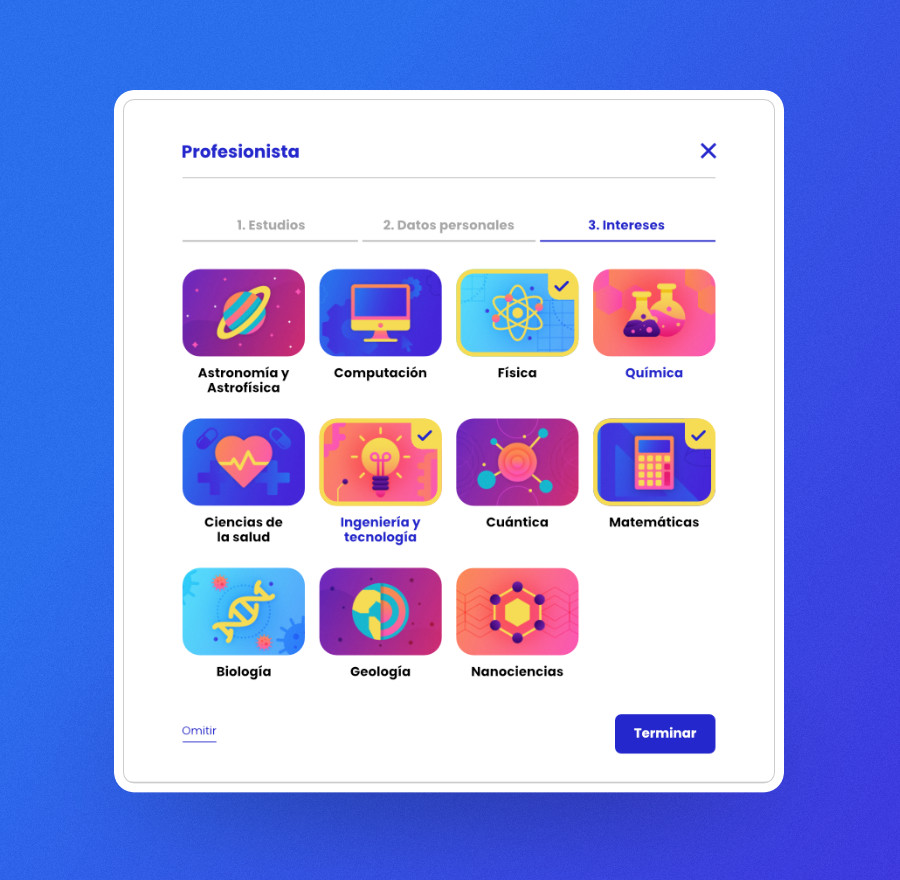 Profesionista
1. Estudios
2. Datos personales
3. Intereses
Astronomía y
Astrofísica
Computación
Física
Química
Ciencias de
la salud
Ingeniería y
tecnología
Cuántica
Matemáticas
Biología
Geología
Nanociencias
Omitir
Terminar